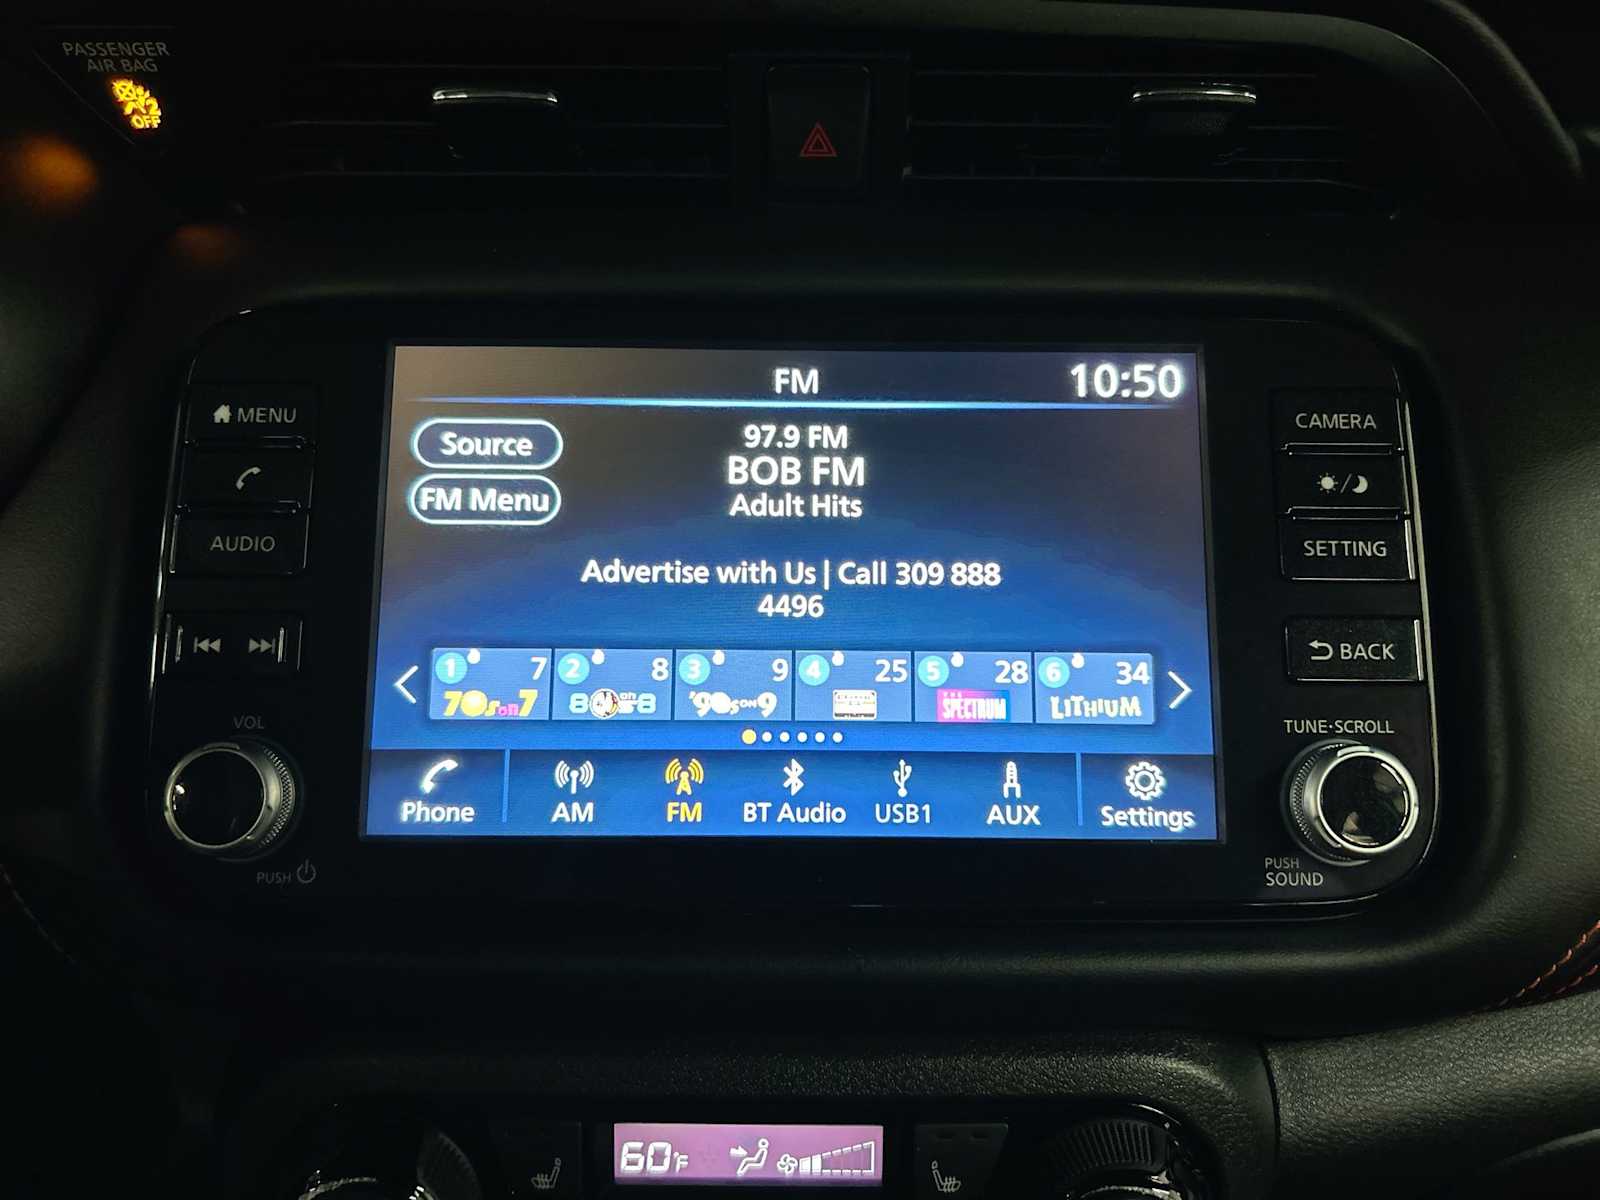 PASSENGER
AIR BAG
2
OFF
FM
10:50
MENU
AUDIO
VOL
PUSH
Source
FM Menu
97.9 FM
BOB FM
Adult Hits
Advertise with Us | Call 309 888
4496
1 7
70s on 7
2 8
80s on 8
3 9
'90s ON 9
4 25
5 28
THE
SPECTRUM
6 34
LITHIUM
Phone
AM
FM
BT Audio
USB1
AUX
Settings
CAMERA
SETTING
BACK
TUNE·SCROLL
PUSH
SOUND
60°F